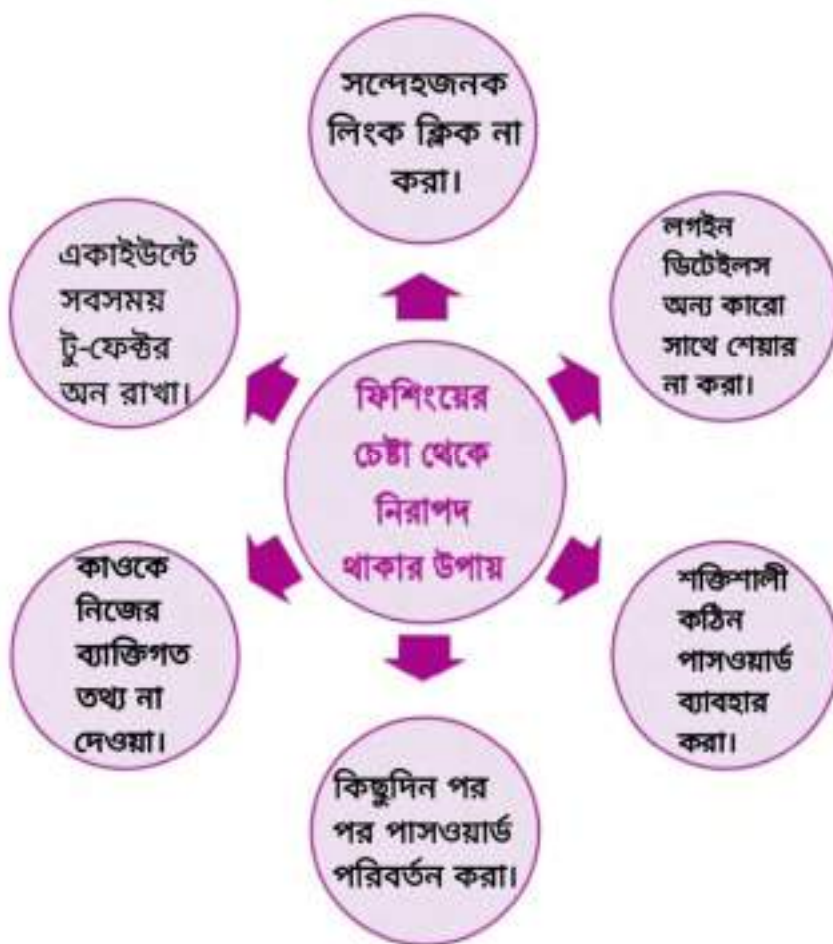 সন্দেহজনক
লিংক ক্লিক না
করা।
একাইউন্টে
সবসময়
টু-ফেক্টর
অন রাখা।
লগইন
ডিটেইলস
অন্য কারো
সাথে শেয়ার
না করা।
ফিশিংয়ের
চেষ্টা থেকে
নিরাপদ
থাকার উপায়
কাওকে
নিজের
ব্যাক্তিগত
তথ্য না
দেওয়া।
শক্তিশালী
কঠিন
পাসওয়ার্ড
ব্যাবহার
করা।
কিছুদিন পর
পর পাসওয়ার্ড
পরিবর্তন করা।